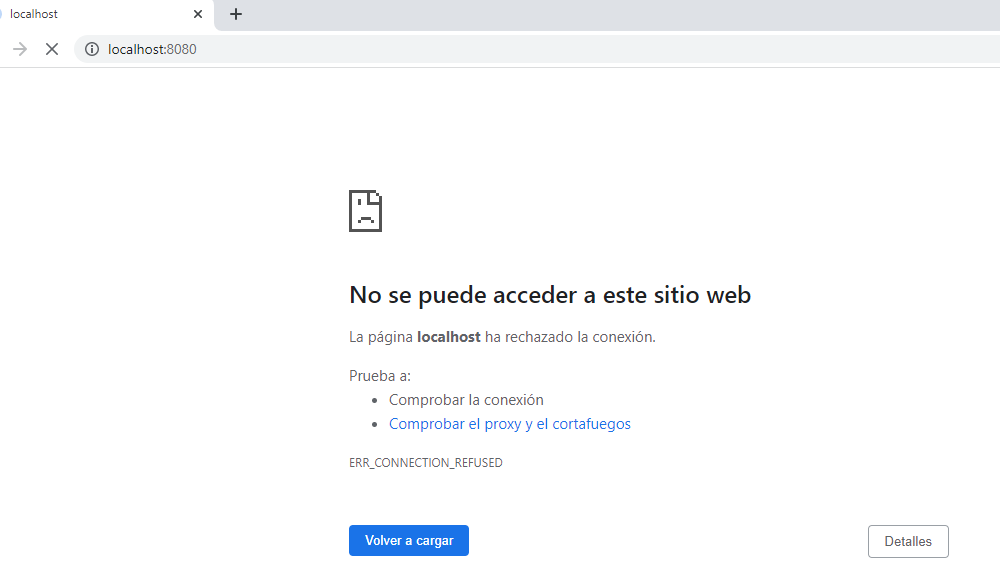 localhost
localhost:8080
No se puede acceder a este sitio web
La página localhost ha rechazado la conexión.
Prueba a:
Comprobar la conexión
Comprobar el proxy y el cortafuegos
ERR_CONNECTION_REFUSED
Volver a cargar
Detalles